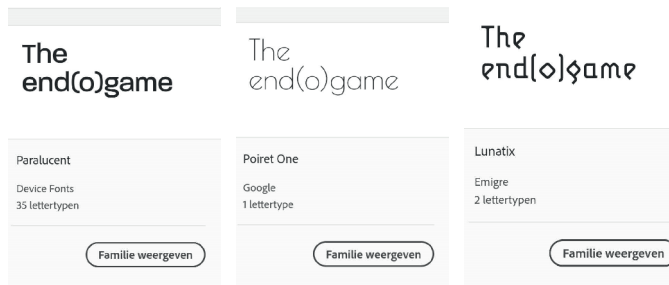 The
end(o)game
Paralucent
Device Fonts
35 lettertypen
Familie weergeven
The
end(o)game
Poiret One
Google
1 lettertype
Familie weergeven
The
end(o)game
Lunatix
Emigre
2 lettertypen
Familie weergeven